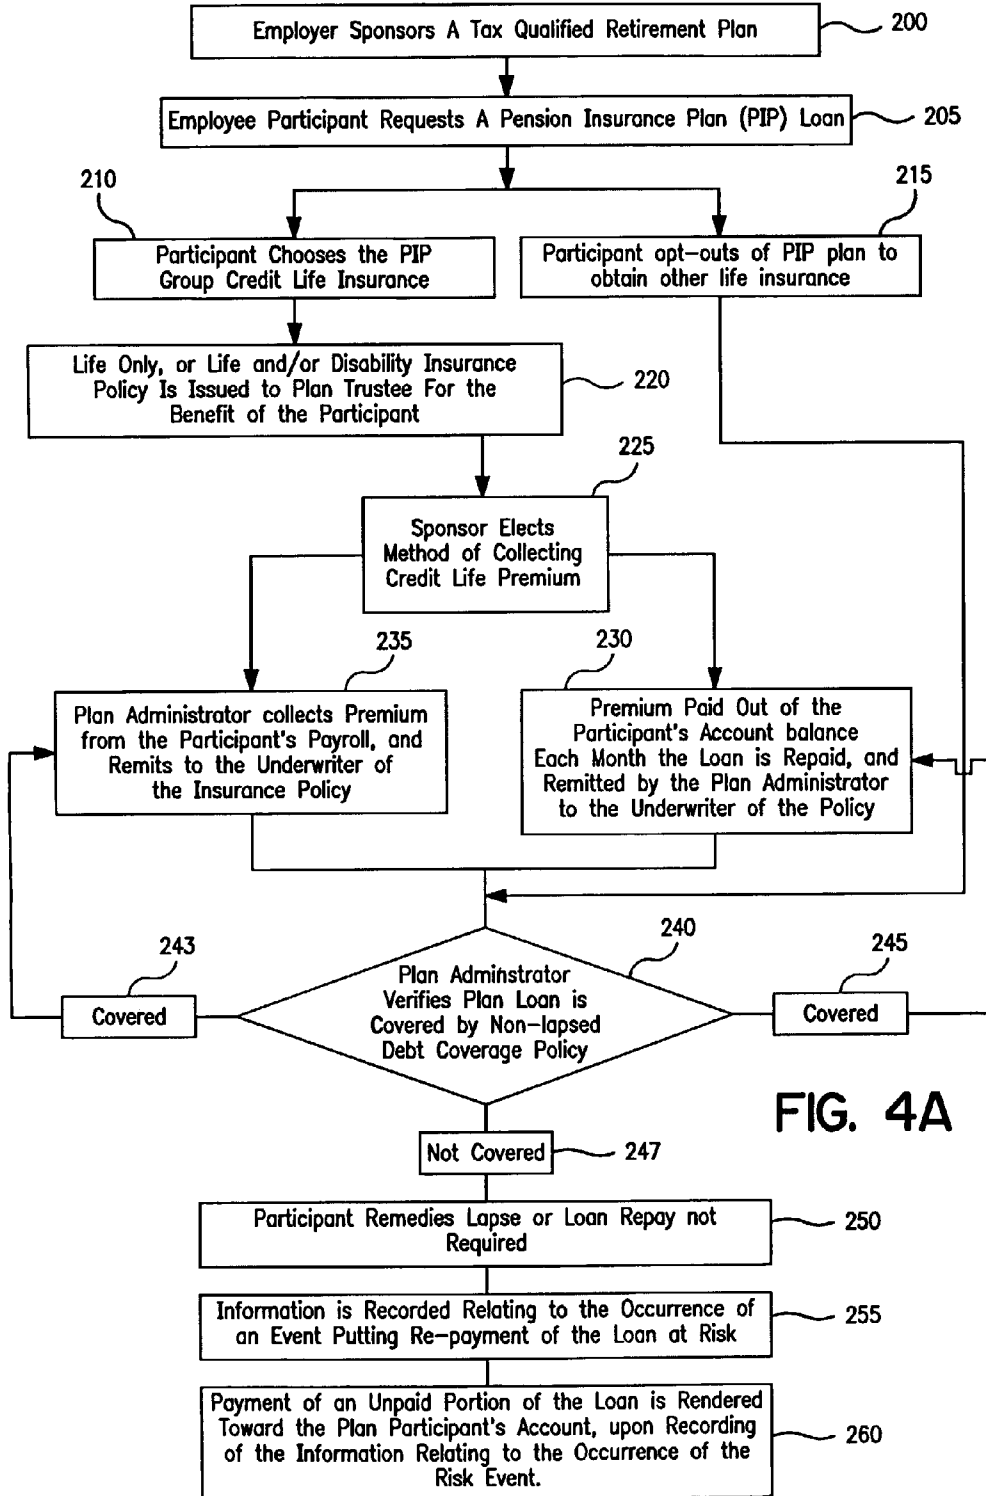 Employer Sponsors A Tax Qualified Retirement Plan
200
Employee Participant Requests A Pension Insurance Plan (PIP) Loan
205
210
215
Participant Chooses the PIP
Group Credit Life Insurance
Participant opt-outs of PIP plan to
obtain other life insurance
Life Only, or Life and/or Disability Insurance
Policy Is Issued to Plan Trustee For the
Benefit of the Participant
220
225
Sponsor Elects
Method of Collecting
Credit Life Premium
235
230
Plan Administrator collects Premium
from the Participant's Payroll, and
Remits to the Underwriter of
the Insurance Policy
Premium Paid Out of the
Participant's Account balance
Each Month the Loan is Repaid, and
Remitted by the Plan Administrator
to the Underwriter of the Policy
243
240
245
Covered
Plan Adminstrator
Verifies Plan Loan is
Covered by Non-lapsed
Debt Coverage Policy
Covered
FIG. 4A
Not Covered
247
Participant Remedies Lapse or Loan Repay not
Required
250
Information is Recorded Relating to the Occurrence of
an Event Putting Re-payment of the Loan at Risk
255
Payment of an Unpaid Portion of the Loan is Rendered
Toward the Plan Participant's Account, upon Recording
of the Information Relating to the Occurrence of the
Risk Event.
260